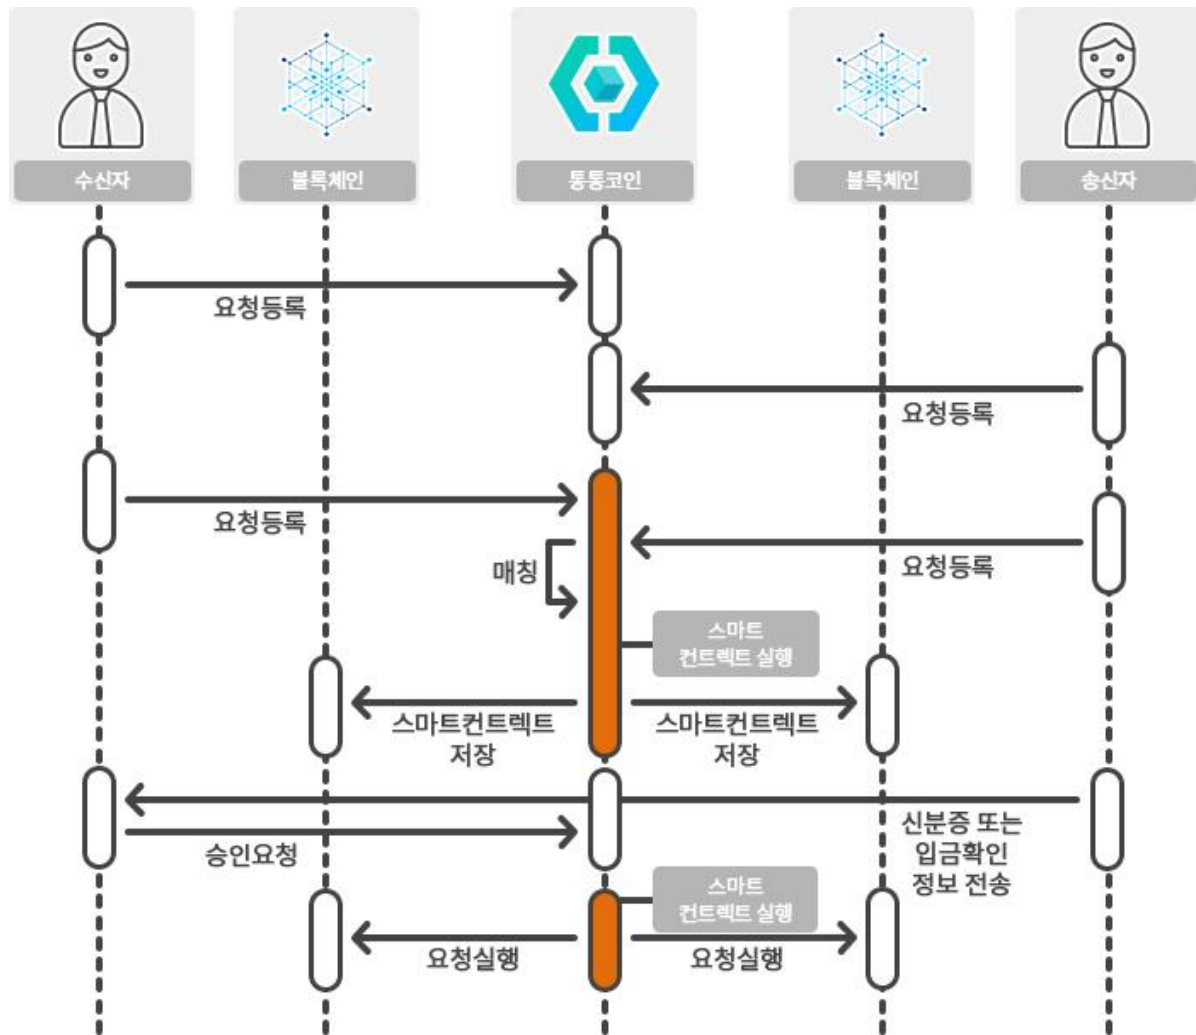 수신자
블록체인
통통코인
블록체인
송신자
요청등록
요청등록
요청등록
요청등록
매칭
스마트
컨트렉트 실행
스마트컨트렉트
저장
스마트컨트렉트
저장
신분증 또는
입금확인
정보 전송
승인요청
스마트
컨트렉트 실행
요청실행
요청실행